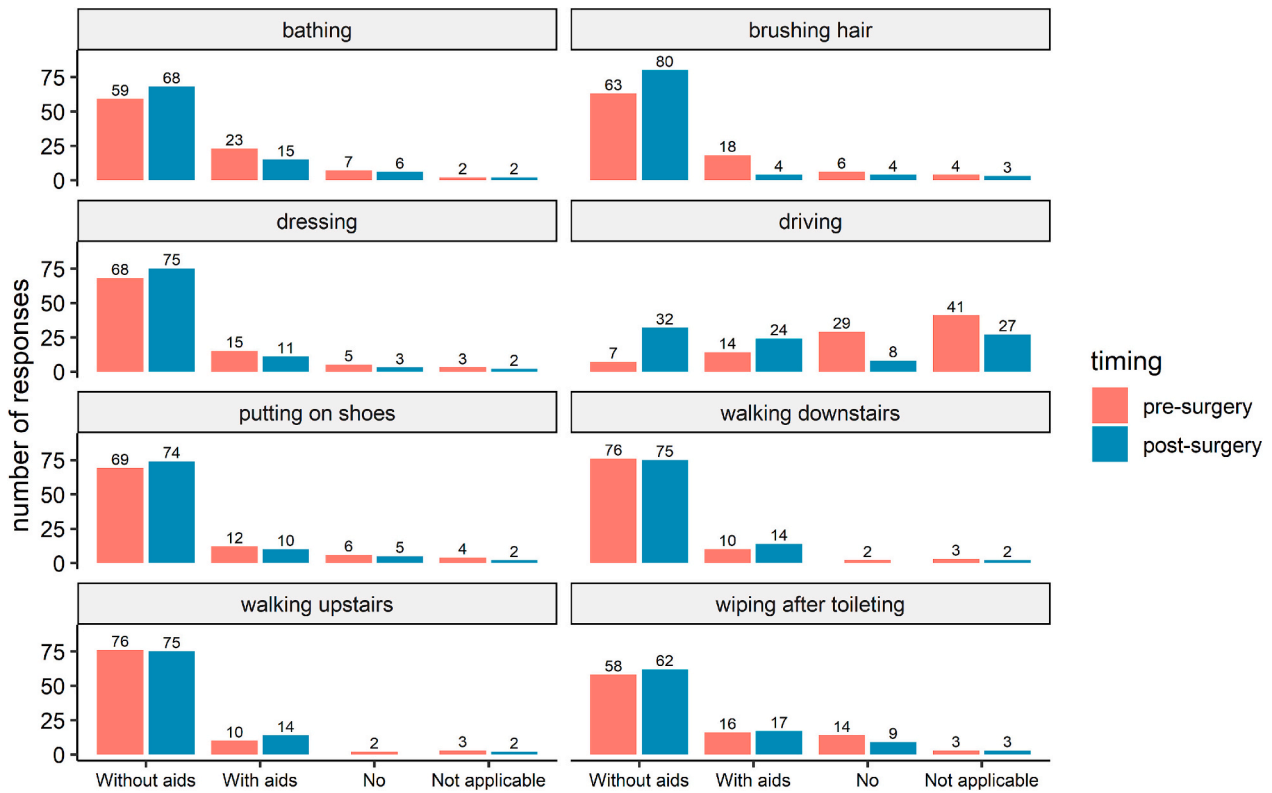 bathing
brushing hair
75
50
25
0
59 68 23 15 7 6 2 2
63 80 18 4 6 4 4 3
dressing
driving
75
50
25
0
68 75 15 11 5 3 3 2
7 32 14 24 29 8 41 27
putting on shoes
walking downstairs
75
50
25
0
69 74 12 10 6 5 4 2
76 75 10 14 2 3 2
walking upstairs
wiping after toileting
75
50
25
0
76 75 10 14 2 3 2
58 62 16 17 14 9 3 3
Without aids With aids No Not applicable
Without aids With aids No Not applicable
number of responses
timing
pre-surgery
post-surgery